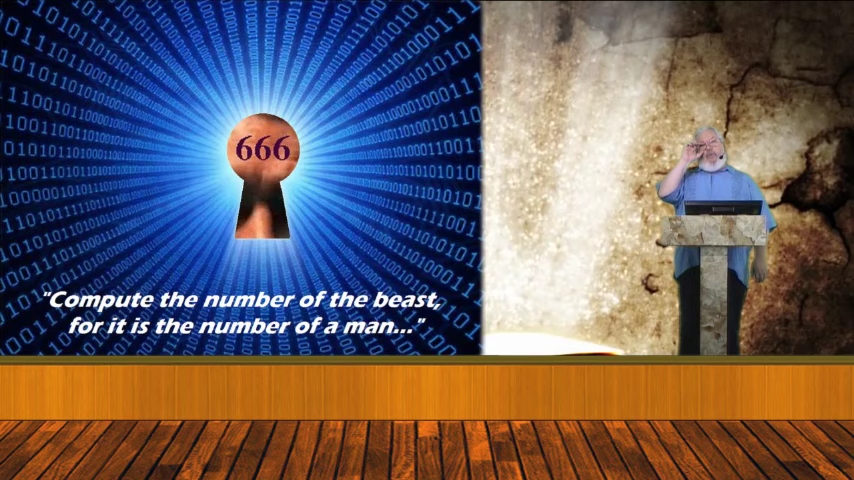 666
"Compute the number of the beast,
for it is the number of a man..."